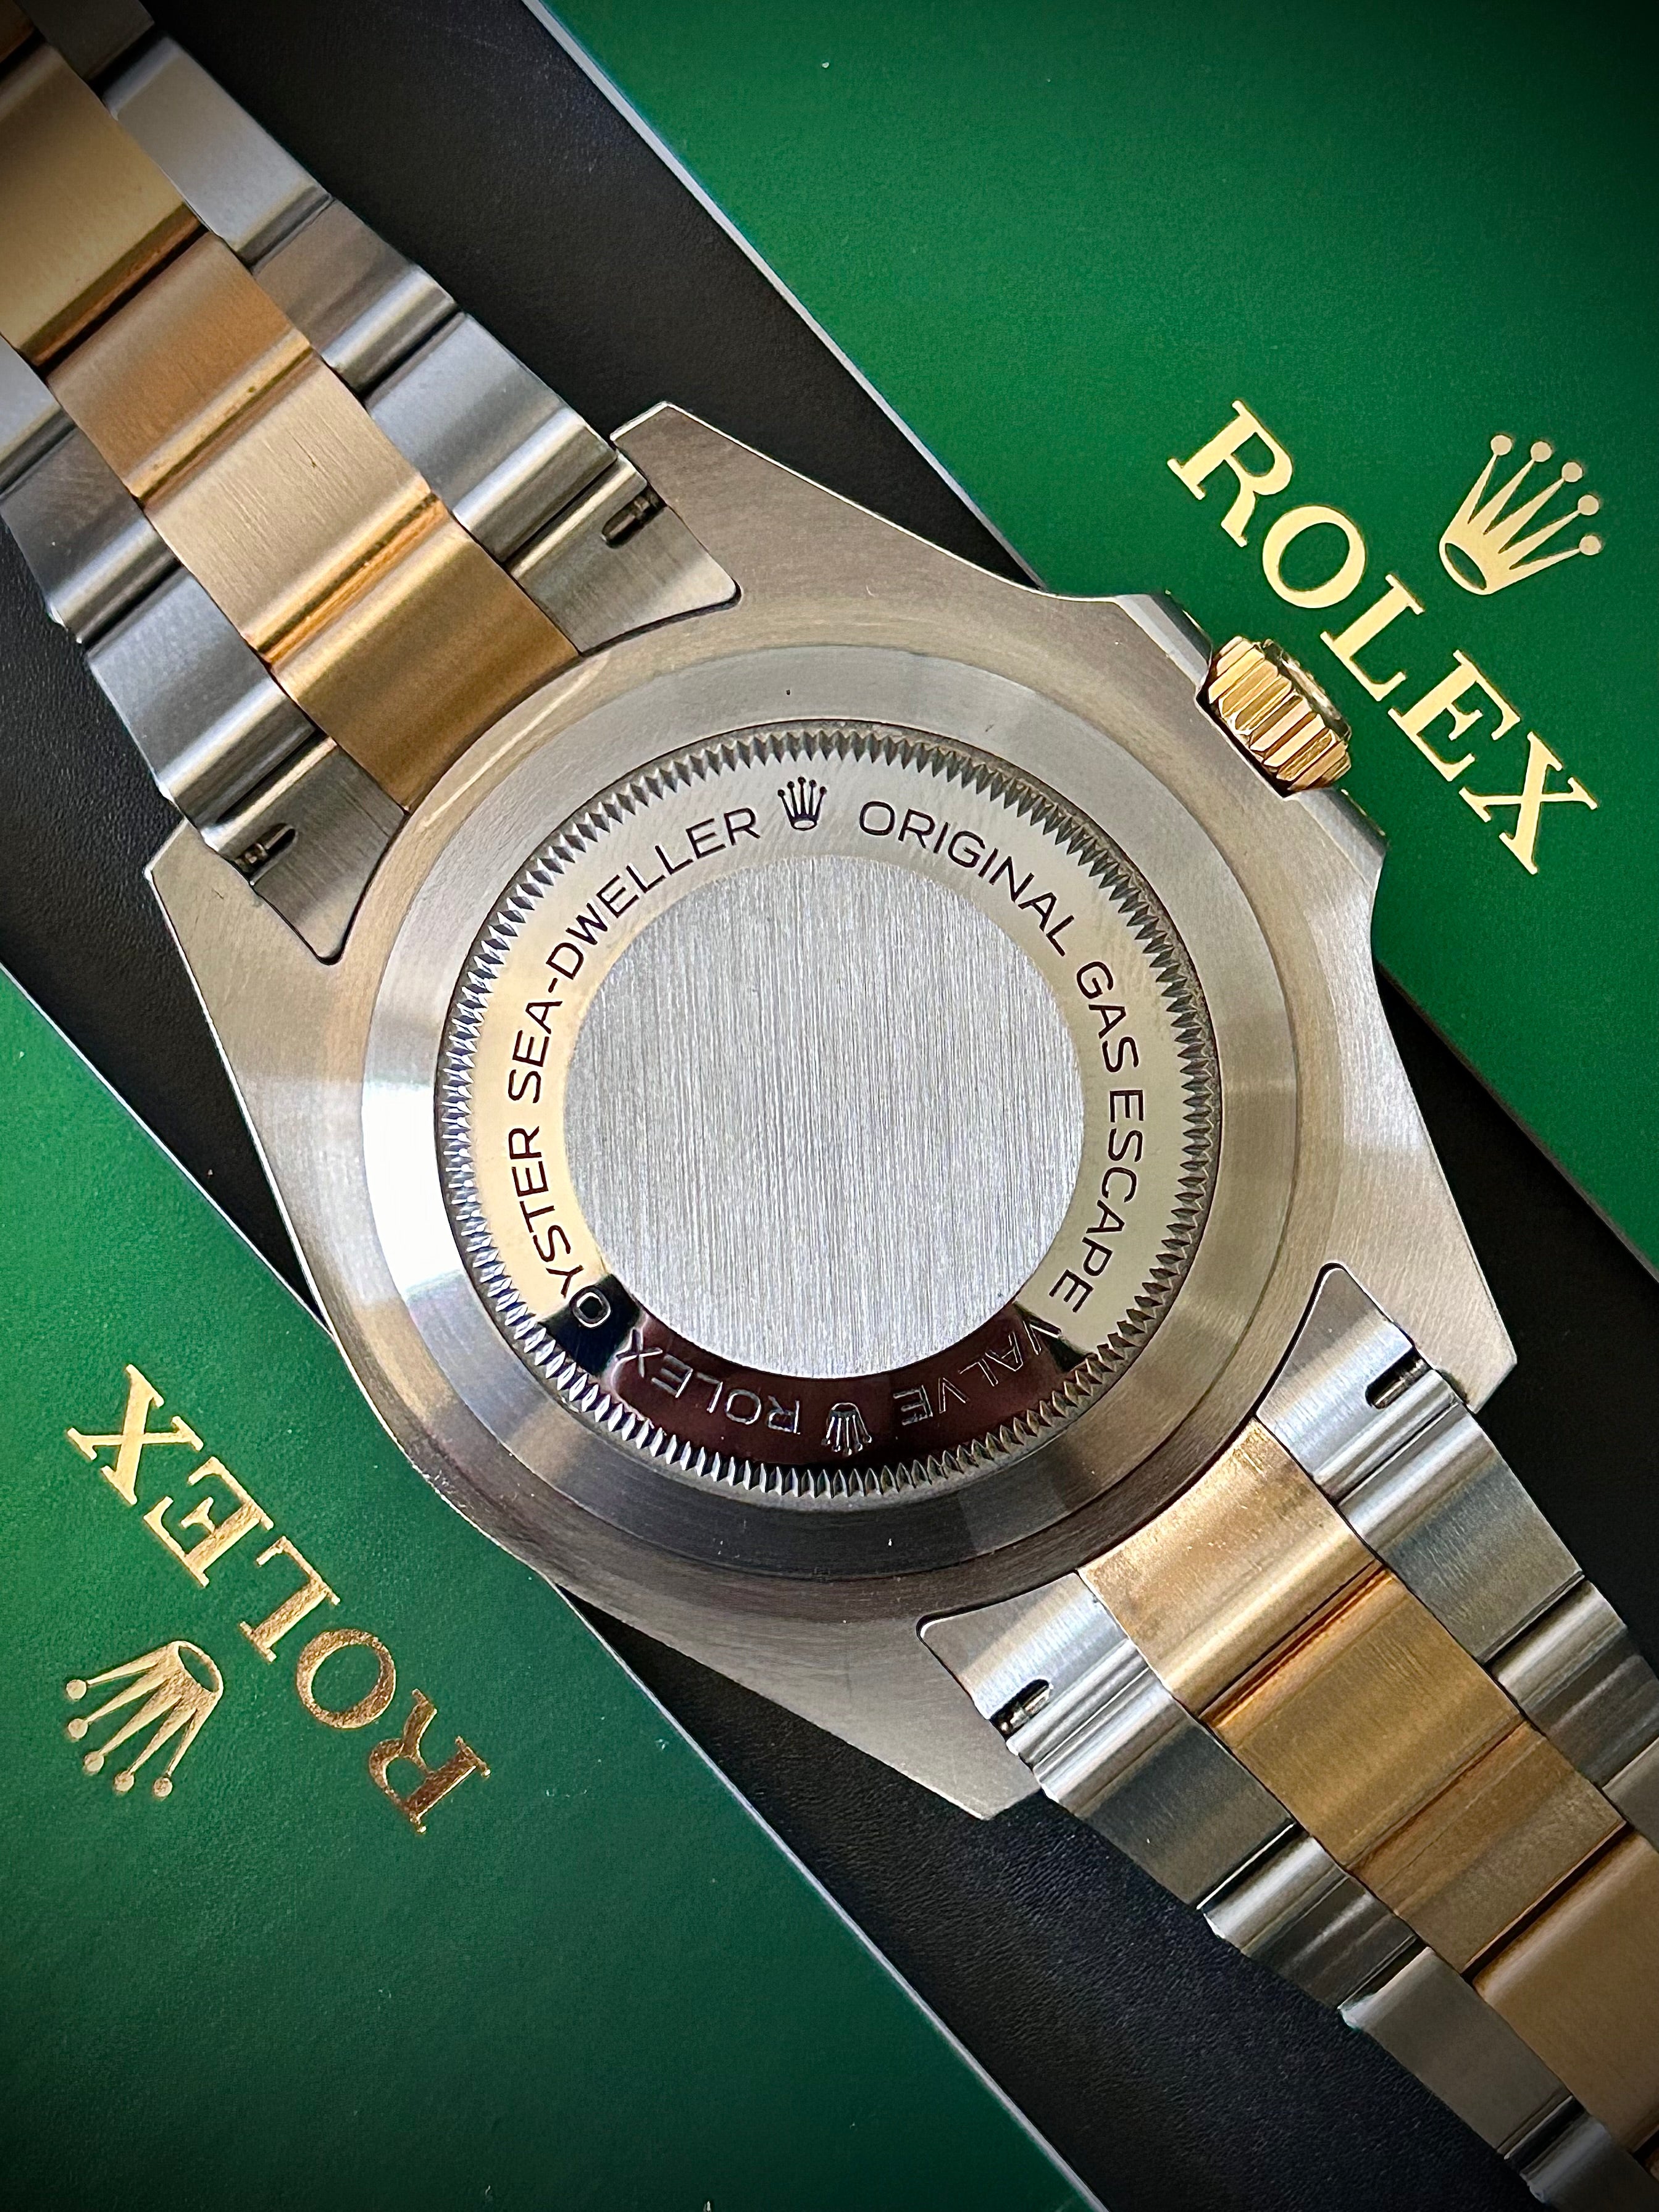 ROLEX
OYSTER SEA-DWELLER ORIGINAL GAS ESCAPE VALVE ROLEX
ROLEX